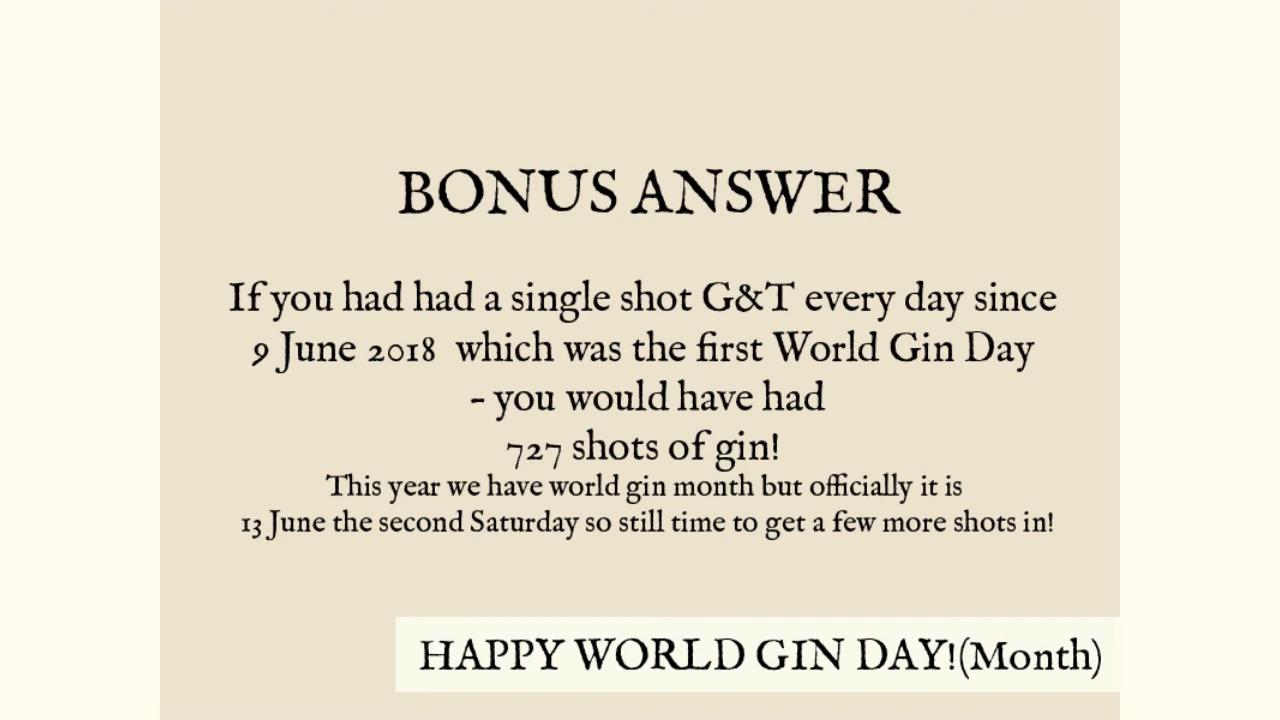 BONUS ANSWER
If you had had a single shot G&T every day since
9 June 2018 which was the first World Gin Day
- you would have had
727 shots of gin!
This year we have world gin month but officially it is
13 June the second Saturday so still time to get a few more shots in!
HAPPY WORLD GIN DAY!(Month)